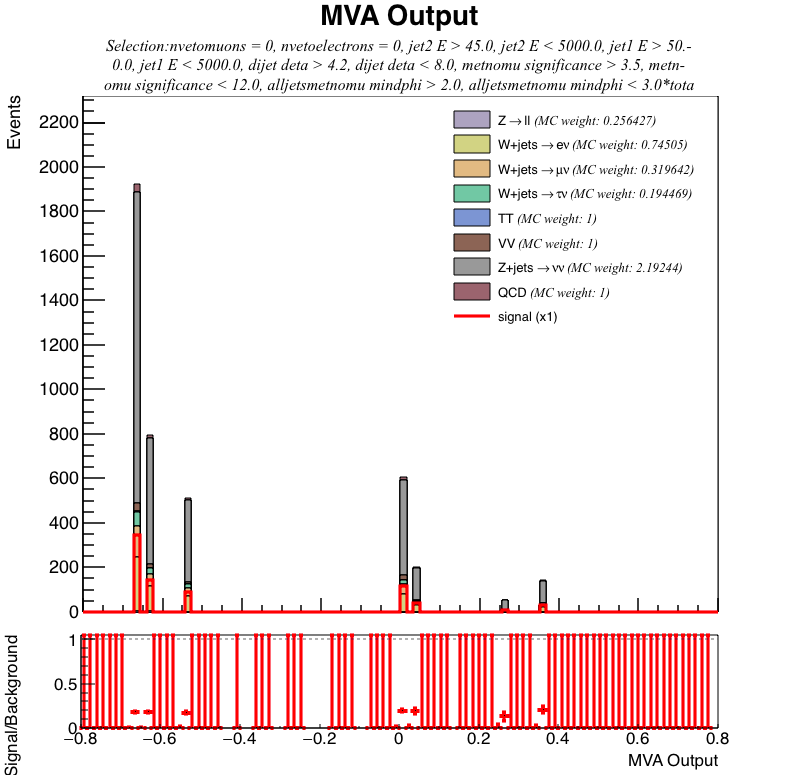 MVA Output
Selection:nvetomuons = 0, nvetoelectrons = 0, jet2 E > 45.0, jet2 E < 5000.0, jet1 E > 50.-
0.0, jet1 E < 5000.0, dijet deta > 4.2, dijet deta < 8.0, metnomu significance > 3.5, metn-
omu significance < 12.0, alljetsmetnomu mindphi > 2.0, alljetsmetnomu mindphi < 3.0*tota
Events
2200
2000
1800
1600
1400
1200
1000
800
600
400
200
0
Z→ll (MC weight: 0.256427)
W+jets→eν (MC weight: 0.74505)
W+jets→μν (MC weight: 0.319642)
W+jets→τν (MC weight: 0.194469)
TT (MC weight: 1)
VV (MC weight: 1)
Z+jets→νν (MC weight: 2.19244)
QCD (MC weight: 1)
signal (x1)
Signal/Background
1
0.5
0
−0.8 −0.6 −0.4 −0.2 0 0.2 0.4 0.6 0.8
MVA Output